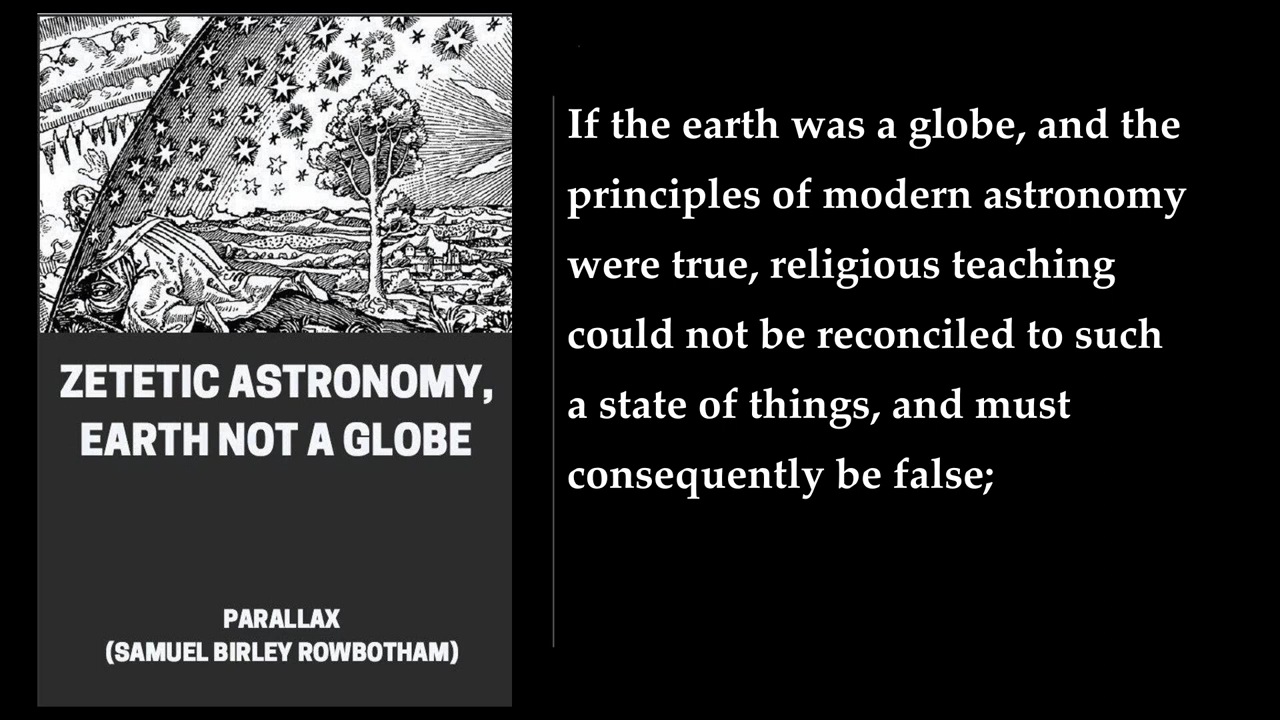 ZETETIC ASTRONOMY,
EARTH NOT A GLOBE
PARALLAX
(SAMUEL BIRLEY ROWBOTHAM)
If the earth was a globe, and the
principles of modern astronomy
were true, religious teaching
could not be reconciled to such
a state of things, and must
consequently be false;